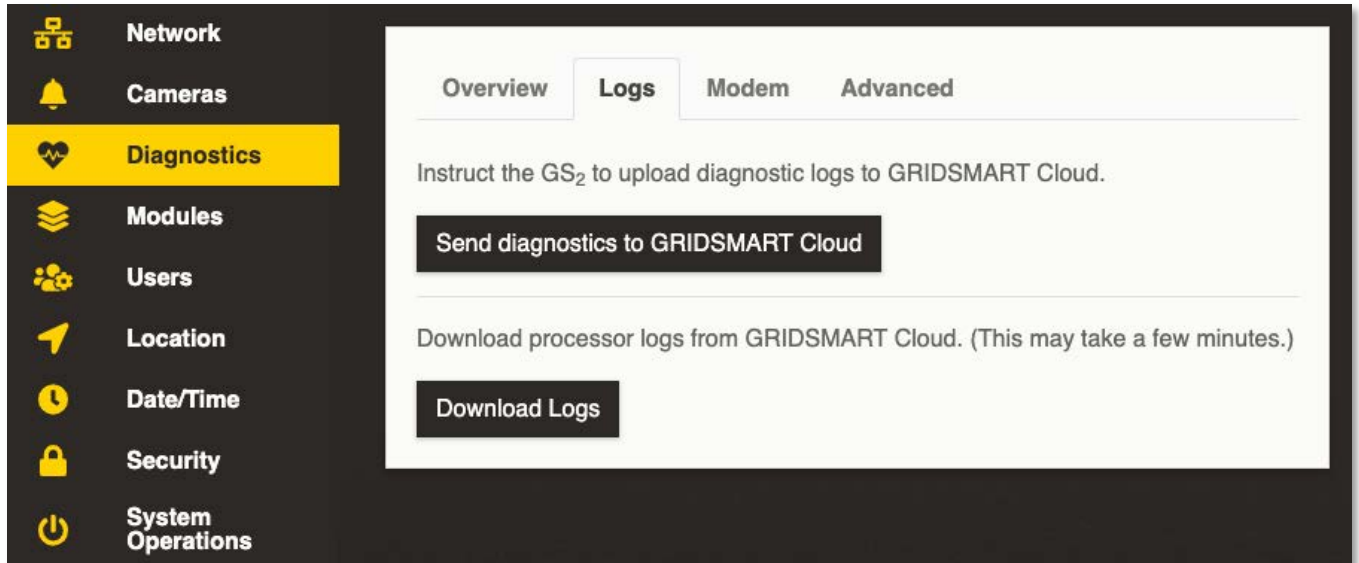 Network
Cameras
Diagnostics
Modules
Users
Location
Date/Time
Security
System
Operations
Overview Logs Modem Advanced
Instruct the GS₂ to upload diagnostic logs to GRIDSMART Cloud.
Send diagnostics to GRIDSMART Cloud
Download processor logs from GRIDSMART Cloud. (This may take a few minutes.)
Download Logs